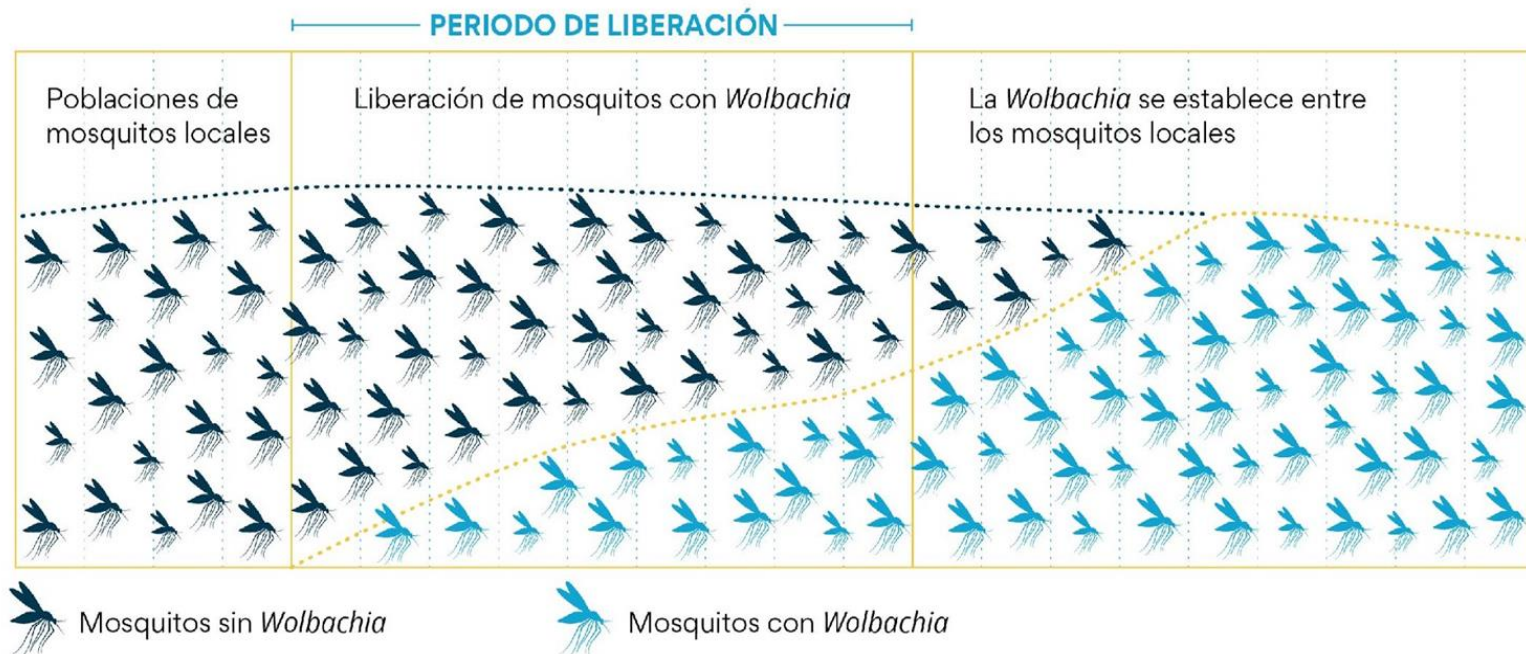 PERIODO DE LIBERACIÓN
Poblaciones de
mosquitos locales
Liberación de mosquitos con Wolbachia
La Wolbachia se establece entre
los mosquitos locales
Mosquitos sin Wolbachia
Mosquitos con Wolbachia